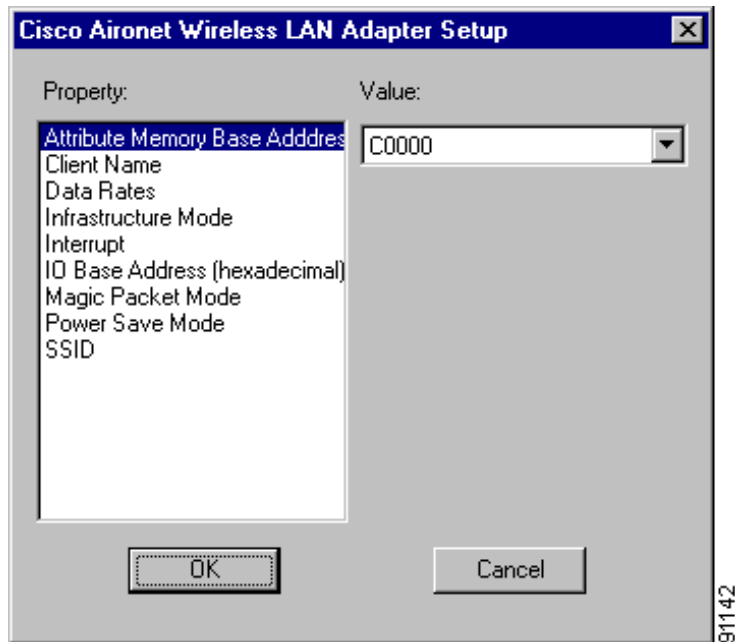 Cisco Aironet Wireless LAN Adapter Setup
Property:
Value:
Attribute Memory Base Adddres
Client Name
Data Rates
Infrastructure Mode
Interrupt
IO Base Address (hexadecimal)
Magic Packet Mode
Power Save Mode
SSID
C0000
OK
Cancel
91142